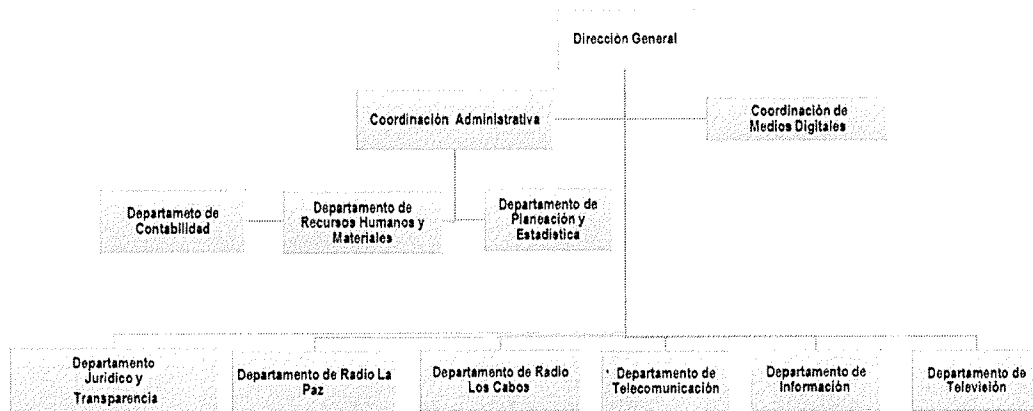 Dirección General
Coordinación Administrativa
Coordinación de
Medios Digitales
Departameto de
Contabilidad
Departamento de
Recursos Humanos y
Materiales
Departamento de
Planeación y
Estadística
Departamento
Jurídico y
Transparencia
Departamento de Radio La
Paz
Departamento de Radio
Los Cabos
Departamento de
Telecomunicación
Departamento de
Información
Departamento de
Televisión